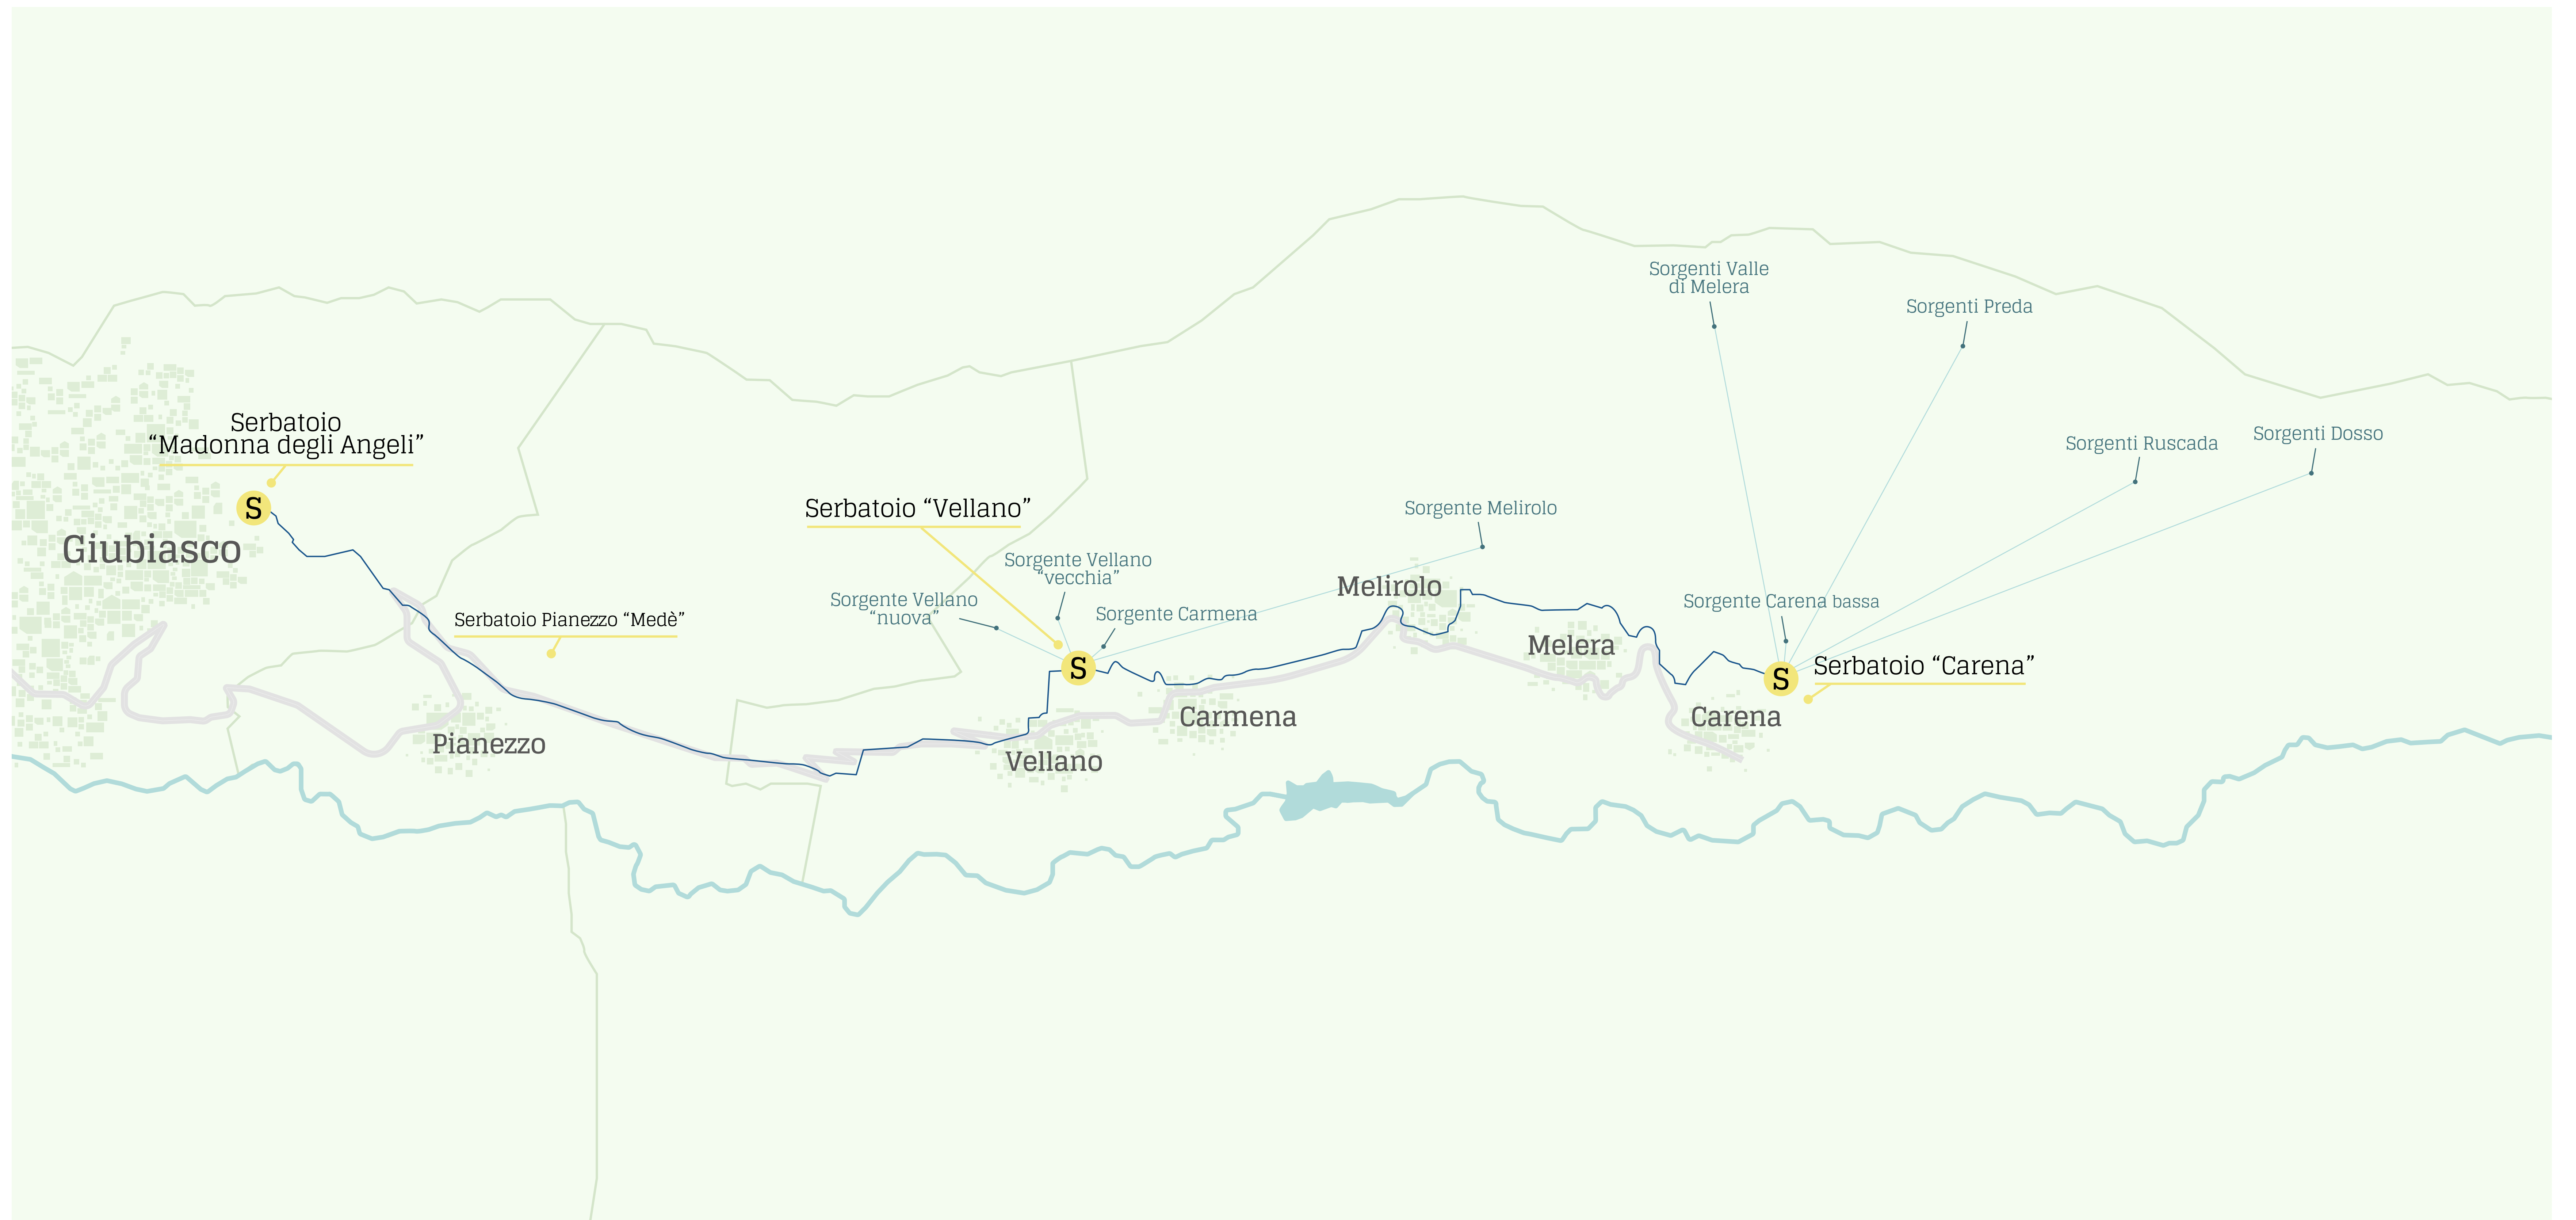 Sorgenti Valle
di Melera
Sorgenti Preda
Serbatoio
“Madonna degli Angeli”
S
Giubiasco
Serbatoio Pianezzo “Medè”
Pianezzo
Serbatoio “Vellano”
Sorgente Vellano
“vecchia”
Sorgente Vellano
“nuova”
Sorgente Carmena
S
Vellano
Carmena
Sorgente Melirolo
Melirolo
Melera
Sorgente Carena bassa
S
Serbatoio “Carena”
Carena
Sorgenti Ruscada
Sorgenti Dosso